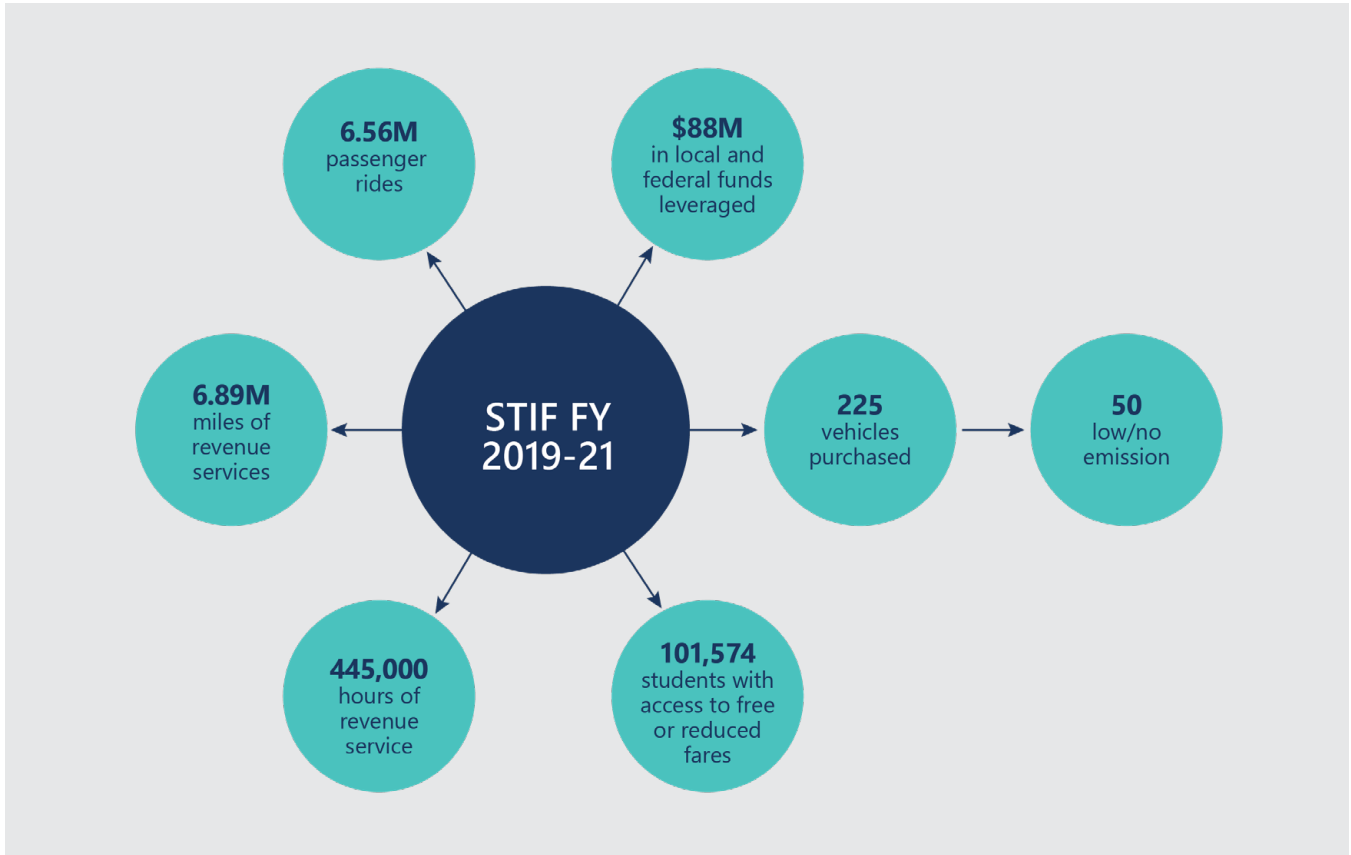 6.56M
passenger
rides
$88M
in local and
federal funds
leveraged
6.89M
miles of
revenue
services
STIF FY
2019-21
225
vehicles
purchased
50
low/no
emission
445,000
hours of
revenue
service
101,574
students with
access to free
or reduced
fares